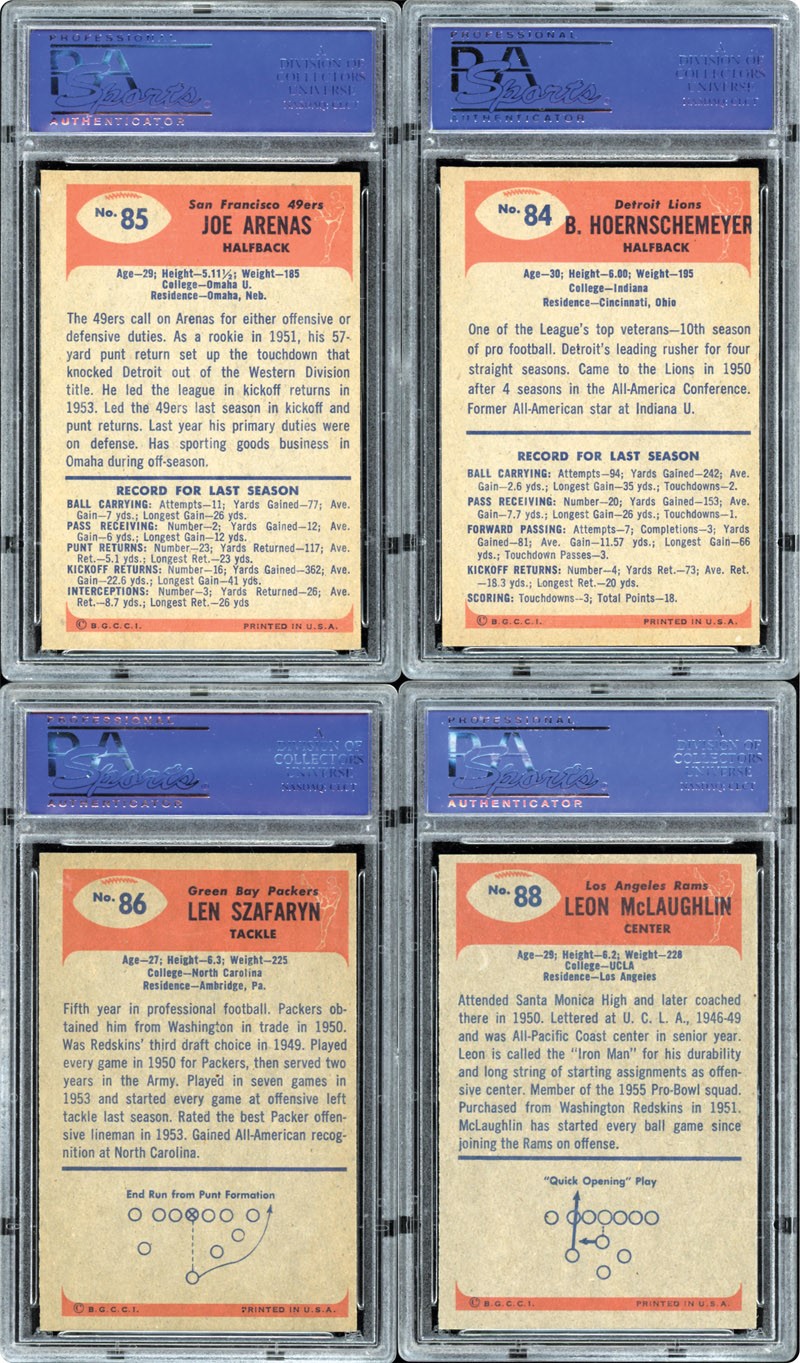 PROFESSIONAL
PSA
Sports
AUTHENTICATOR
A
DIVISION OF
COLLECTORS
UNIVERSE
NASDAQ: CLCT
No. 85
San Francisco 49ers
JOE ARENAS
HALFBACK
Age—29; Height—5.11½; Weight—185
College—Omaha U.
Residence—Omaha, Neb.
The 49ers call on Arenas for either offensive or
defensive duties. As a rookie in 1951, his 57-
yard punt return set up the touchdown that
knocked Detroit out of the Western Division
title. He led the league in kickoff returns in
1953. Led the 49ers last season in kickoff and
punt returns. Last year his primary duties were
on defense. Has sporting goods business in
Omaha during off-season.
RECORD FOR LAST SEASON
BALL CARRYING: Attempts—11; Yards Gained—77; Ave.
Gain—7 yds.; Longest Gain—26 yds.
PASS RECEIVING: Number—2; Yards Gained—12; Ave.
Gain—6 yds.; Longest Gain—12 yds.
PUNT RETURNS: Number—23; Yards Returned—117; Ave.
Ret.—5.1 yds.; Longest Ret.—23 yds.
KICKOFF RETURNS: Number—16; Yards Gained—362; Ave.
Gain—22.6 yds.; Longest Gain—41 yds.
INTERCEPTIONS: Number—3; Yards Returned—26; Ave.
Ret.—8.7 yds.; Longest Ret.—26 yds
© B.G.C.C.I. PRINTED IN U.S.A.
PROFESSIONAL
PSA
Sports
AUTHENTICATOR
A
DIVISION OF
COLLECTORS
UNIVERSE
NASDAQ: CLCT
No. 84
Detroit Lions
B. HOERNSCHEMEYER
HALFBACK
Age—30; Height—6.00; Weight—195
College—Indiana
Residence—Cincinnati, Ohio
One of the League's top veterans—10th season
of pro football. Detroit's leading rusher for four
straight seasons. Came to the Lions in 1950
after 4 seasons in the All-America Conference.
Former All-American star at Indiana U.
RECORD FOR LAST SEASON
BALL CARRYING: Attempts—94; Yards Gained—242; Ave.
Gain—2.6 yds.; Longest Gain—35 yds.; Touchdowns—2.
PASS RECEIVING: Number—20; Yards Gained—153; Ave.
Gain—7.7 yds.; Longest Gain—26 yds.; Touchdowns—1.
FORWARD PASSING: Attempts—7; Completions—3; Yards
Gained—81; Ave. Gain—11.57 yds.; Longest Gain—66
yds.; Touchdown Passes—3.
KICKOFF RETURNS: Number—4; Yards Ret.—73; Ave. Ret.
—18.3 yds.; Longest Ret.—20 yds.
SCORING: Touchdowns—3; Total Points—18.
© B.G.C.C.I. PRINTED IN U.S.A.
PROFESSIONAL
PSA
Sports
AUTHENTICATOR
A
DIVISION OF
COLLECTORS
UNIVERSE
NASDAQ: CLCT
No. 86
Green Bay Packers
LEN SZAFARYN
TACKLE
Age—27; Height—6.3; Weight—225
College—North Carolina
Residence—Ambridge, Pa.
Fifth year in professional football. Packers ob-
tained him from Washington in trade in 1950.
Was Redskins' third draft choice in 1949. Played
every game in 1950 for Packers, then served two
years in the Army. Played in seven games in
1953 and started every game at offensive left
tackle last season. Rated the best Packer offen-
sive lineman in 1953. Gained All-American recog-
nition at North Carolina.
End Run from Punt Formation
© B.G.C.C.I. PRINTED IN U.S.A.
PROFESSIONAL
PSA
Sports
AUTHENTICATOR
A
DIVISION OF
COLLECTORS
UNIVERSE
NASDAQ: CLCT
No. 88
Los Angeles Rams
LEON McLAUGHLIN
CENTER
Age—29; Height—6.2; Weight—228
College—UCLA
Residence—Los Angeles
Attended Santa Monica High and later coached
there in 1950. Lettered at U. C. L. A., 1946-49
and was All-Pacific Coast center in senior year.
Leon is called the "Iron Man" for his durability
and long string of starting assignments as offen-
sive center. Member of the 1955 Pro-Bowl squad.
Purchased from Washington Redskins in 1951.
McLaughlin has started every ball game since
joining the Rams on offense.
"Quick Opening" Play
© B.G.C.C.I. PRINTED IN U.S.A.